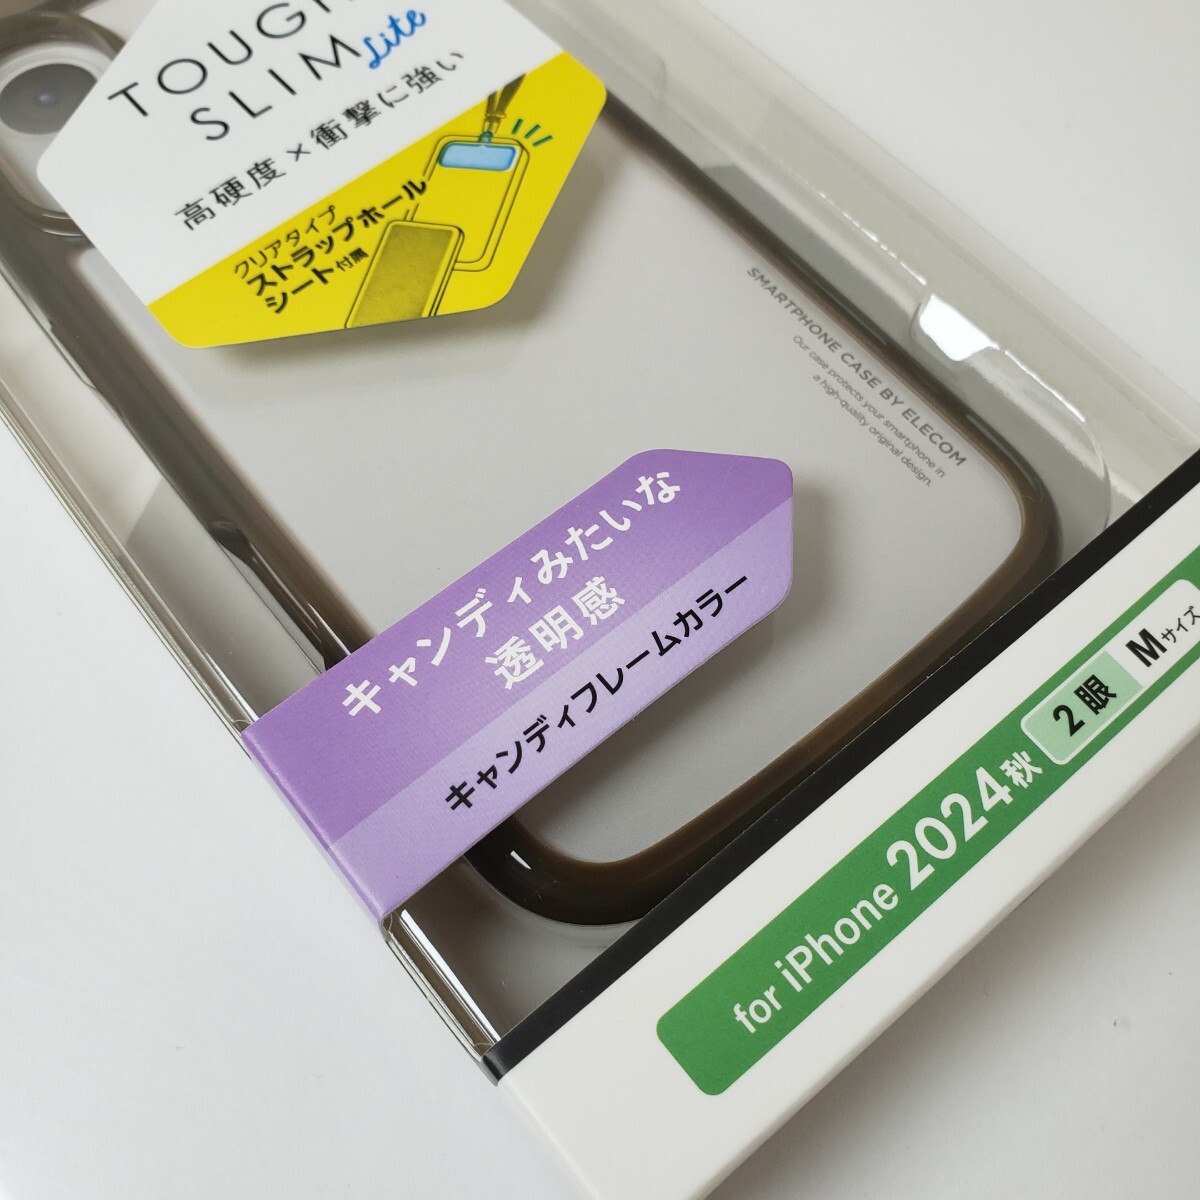 TOUGH
SLIM Lite
高硬度×衝撃に強い
クリアタイプ
ストラップホール
シート付属
SMARTPHONE CASE BY ELECOM
Our case protects your smartphone in
a high-quality original design.
キャンディみたいな
透明感
キャンディフレームカラー
for iPhone 2024秋 2眼 Mサイズ